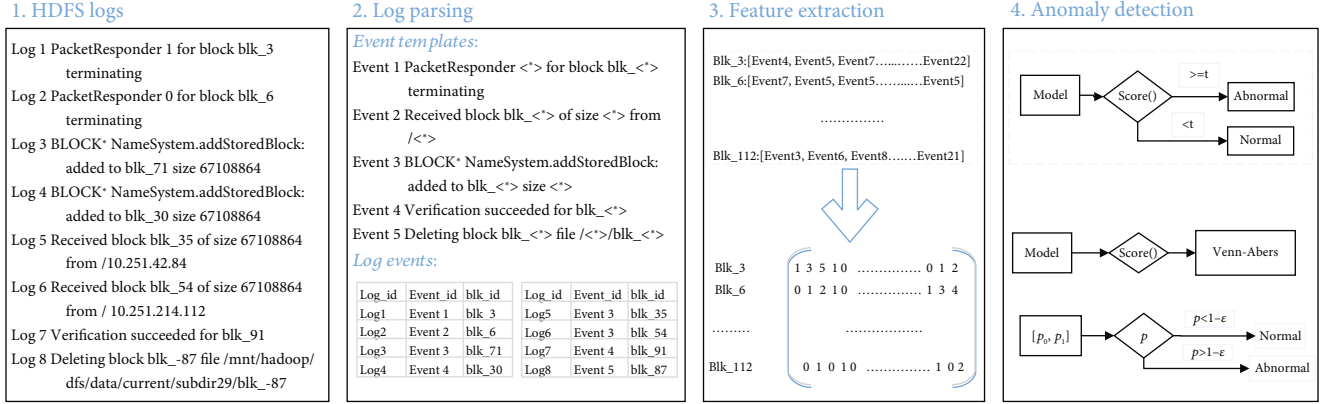 1. HDFS logs
Log 1 PacketResponder 1 for block blk_3
terminating
Log 2 PacketResponder 0 for block blk_6
terminating
Log 3 BLOCK* NameSystem.addStoredBlock:
added to blk_71 size 67108864
Log 4 BLOCK* NameSystem.addStoredBlock:
added to blk_30 size 67108864
Log 5 Received block blk_35 of size 67108864
from /10.251.42.84
Log 6 Received block blk_54 of size 67108864
from / 10.251.214.112
Log 7 Verification succeeded for blk_91
Log 8 Deleting block blk_-87 file /mnt/hadoop/
dfs/data/current/subdir29/blk_-87
2. Log parsing
Event templates:
Event 1 PacketResponder <*> for block blk_<*>
terminating
Event 2 Received block blk_<*> of size <*> from
/<*>
Event 3 BLOCK* NameSystem.addStoredBlock:
added to blk_<*> size <*>
Event 4 Verification succeeded for blk_<*>
Event 5 Deleting block blk_<*> file /<*>/blk_<*>
Log events:
Log_id Event_id blk_id Log_id Event_id blk_id
Log1 Event 1 blk_3 Log5 Event 3 blk_35
Log2 Event 2 blk_6 Log6 Event 3 blk_54
Log3 Event 3 blk_71 Log7 Event 4 blk_91
Log4 Event 4 blk_30 Log8 Event 5 blk_87
3. Feature extraction
Blk_3:[Event4, Event5, Event7…...……Event22]
Blk_6:[Event7, Event5, Event5……...…Event5]
……………
Blk_112:[Event3, Event6, Event8…..…Event21]
Blk_3 1 3 5 1 0 …………… 0 1 2
Blk_6 0 1 2 1 0 …………… 1 3 4
……… ………………
Blk_112 0 1 0 1 0 …………… 1 0 2
4. Anomaly detection
Model
Score()
>=t
Abnormal
<t
Normal
Model
Score()
Venn-Abers
[p0, p1]
p
p<1–ε
Normal
p>1–ε
Abnormal